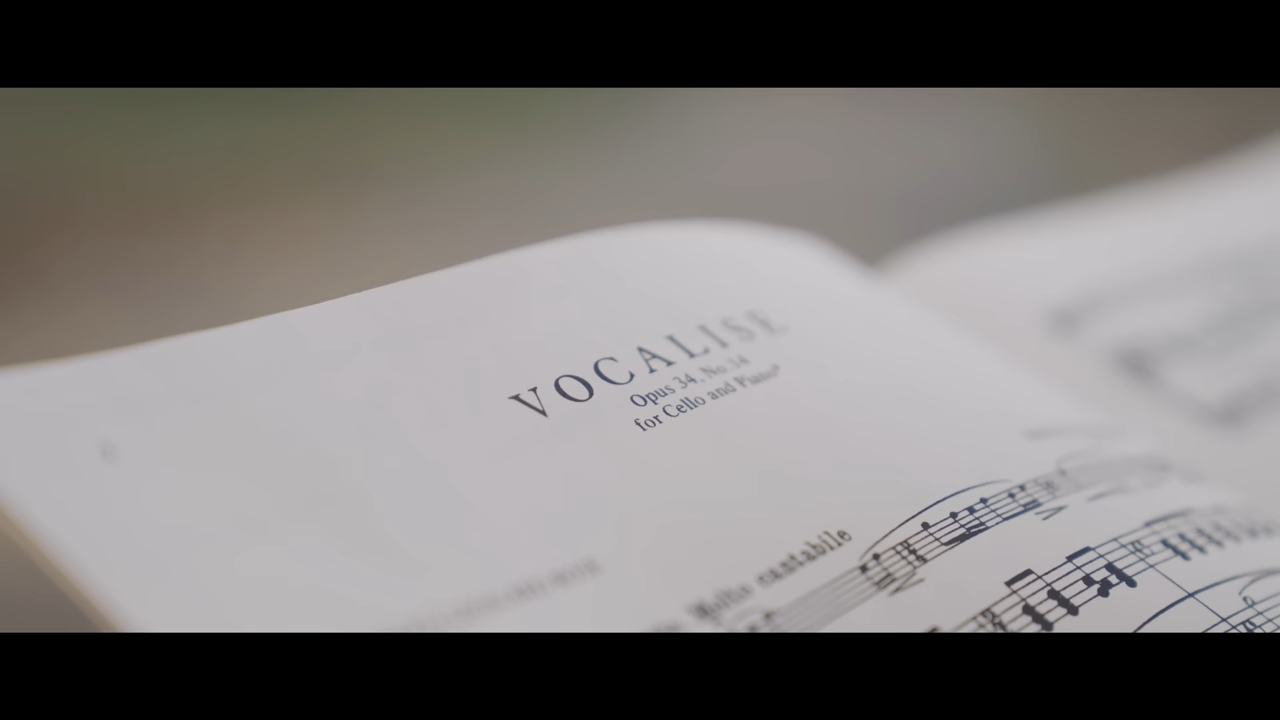 VOCALISE
Opus 34, No. 14
for Cello and Piano*
Molto cantabile